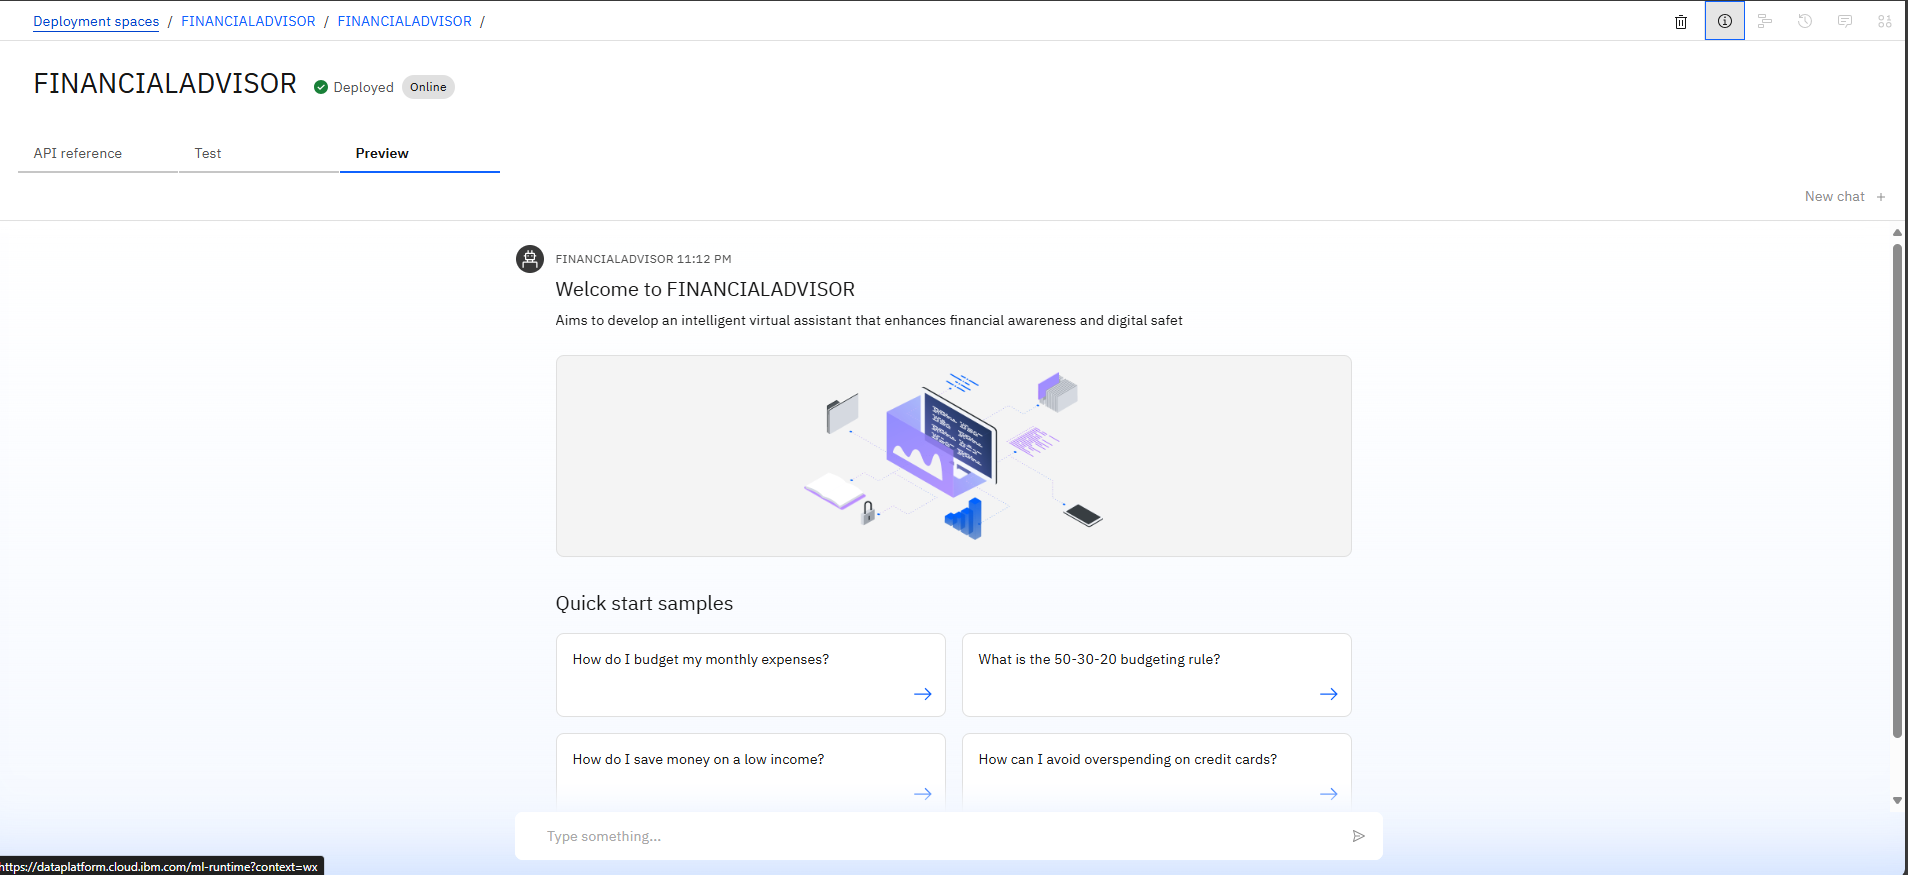 Deployment spaces / FINANCIALADVISOR / FINANCIALADVISOR /
FINANCIALADVISOR Deployed Online
API reference Test Preview
New chat +
FINANCIALADVISOR 11:12 PM
Welcome to FINANCIALADVISOR
Aims to develop an intelligent virtual assistant that enhances financial awareness and digital safet
Quick start samples
How do I budget my monthly expenses? What is the 50-30-20 budgeting rule?
How do I save money on a low income? How can I avoid overspending on credit cards?
Type something...
https://dataplatform.cloud.ibm.com/ml-runtime?context=wx